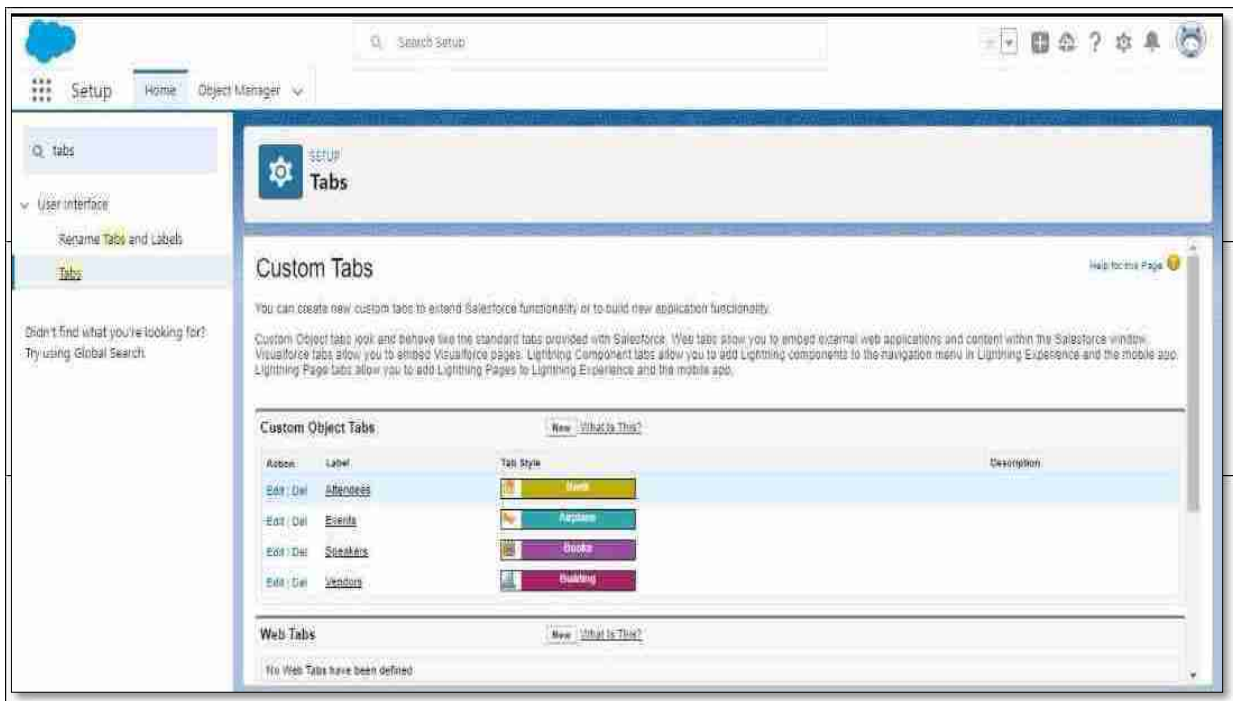 Search Setup
Setup Home Object Manager
tabs
User Interface
Rename Tabs and Labels
Tabs
Didn't find what you're looking for?
Try using Global Search.
SETUP
Tabs
Custom Tabs
Help for this Page
You can create new custom tabs to extend Salesforce functionality or to build new application functionality.
Custom Object tabs look and behave like the standard tabs provided with Salesforce. Web tabs allow you to embed external web applications and content within the Salesforce window.
Visualforce tabs allow you to embed Visualforce pages. Lightning Component tabs allow you to add Lightning components to the navigation menu in Lightning Experience and the mobile app.
Lightning Page tabs allow you to add Lightning Pages to Lightning Experience and the mobile app.
Custom Object Tabs New What Is This?
Action Label Tab Style Description
Edit | Del Attendees
Edit | Del Events Airplane
Edit | Del Speakers Books
Edit | Del Vendors Building
Web Tabs New What Is This?
No Web Tabs have been defined